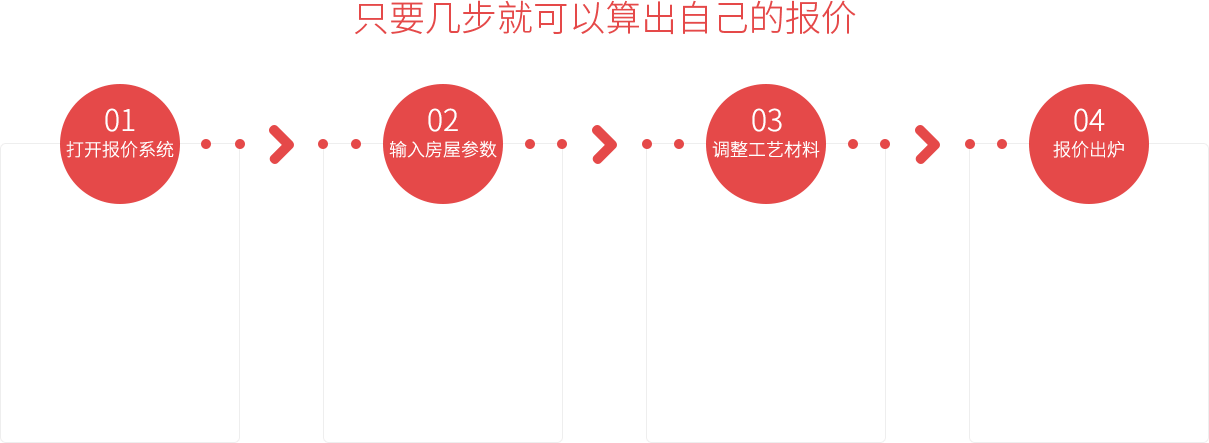 只要几步就可以算出自己的报价
01
打开报价系统
02
输入房屋参数
03
调整工艺材料
04
报价出炉